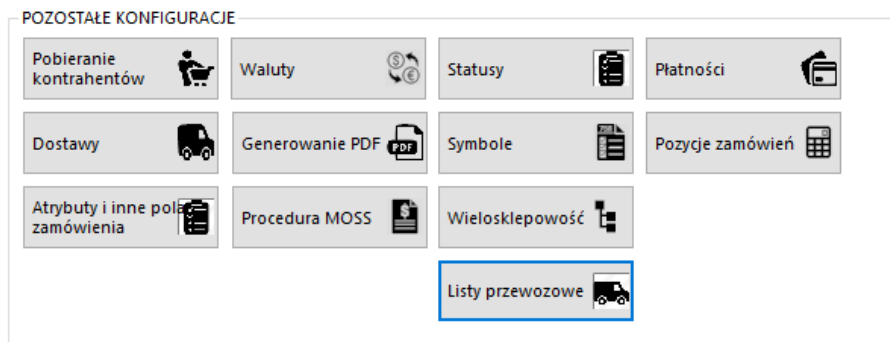 POZOSTAŁE KONFIGURACJE
Pobieranie
kontrahentów
Waluty
Statusy
Płatności
Dostawy
Generowanie PDF
PDF
Symbole
Pozycje zamówień
Atrybuty i inne pola
zamówienia
Procedura MOSS
Wielosklepowość
Listy przewozowe